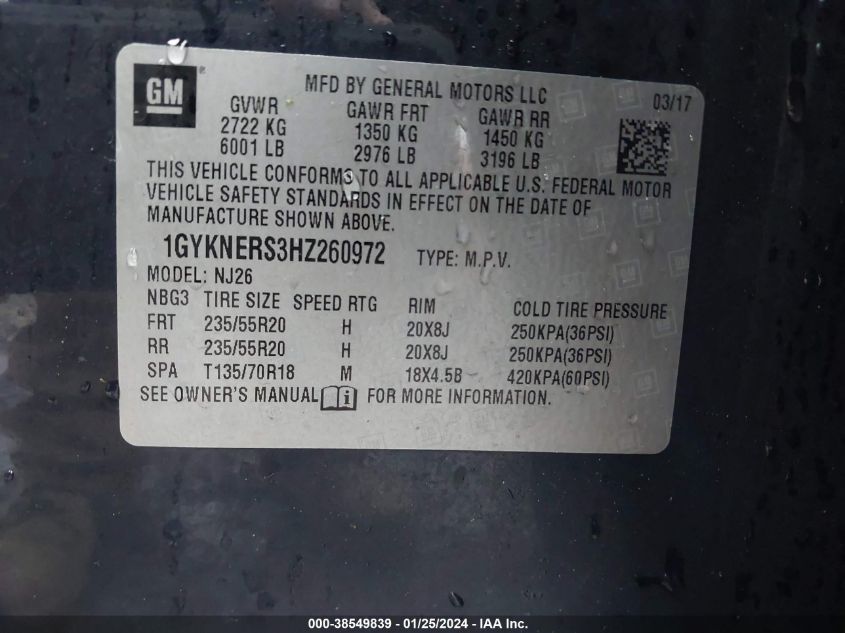 GM ®
MFD BY GENERAL MOTORS LLC
03/17
GVWR GAWR FRT GAWR RR
2722 KG 1350 KG 1450 KG
6001 LB 2976 LB 3196 LB
THIS VEHICLE CONFORMS TO ALL APPLICABLE U.S. FEDERAL MOTOR
VEHICLE SAFETY STANDARDS IN EFFECT ON THE DATE OF
MANUFACTURE SHOWN ABOVE.
1GYKNERS3HZ260972 TYPE: M.P.V.
MODEL: NJ26
NBG3 TIRE SIZE SPEED RTG RIM COLD TIRE PRESSURE
FRT 235/55R20 H 20X8J 250KPA(36PSI)
RR 235/55R20 H 20X8J 250KPA(36PSI)
SPA T135/70R18 M 18X4.5B 420KPA(60PSI)
SEE OWNER'S MANUAL i FOR MORE INFORMATION.
000-38549839 - 01/25/2024 - IAA Inc.